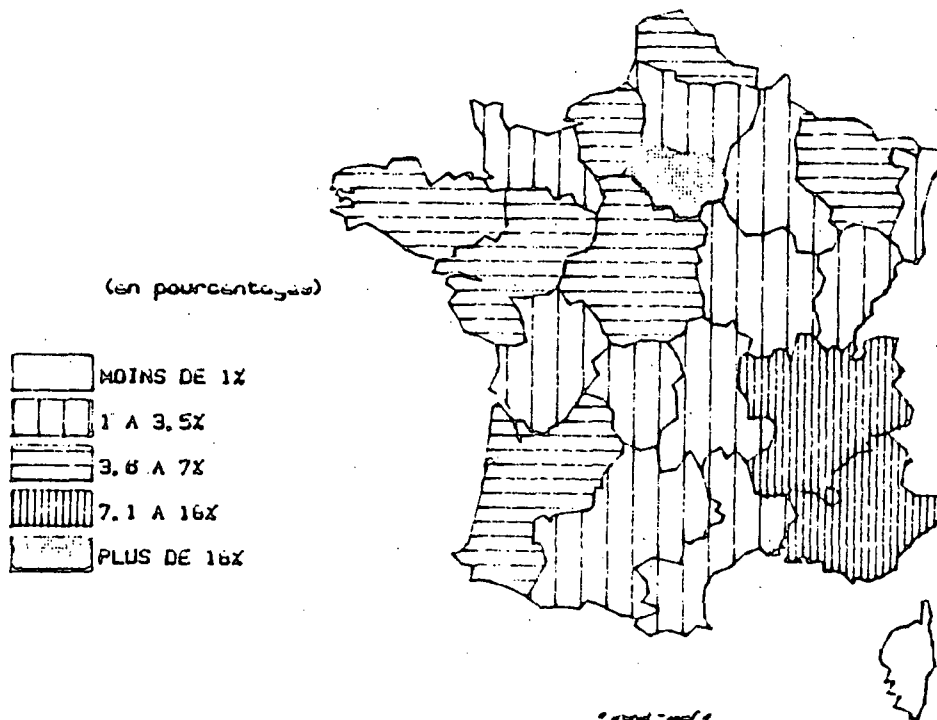 (en pourcentages)
MOINS DE 1%
1 A 3.5%
3.6 A 7%
7.1 A 16%
PLUS DE 16%